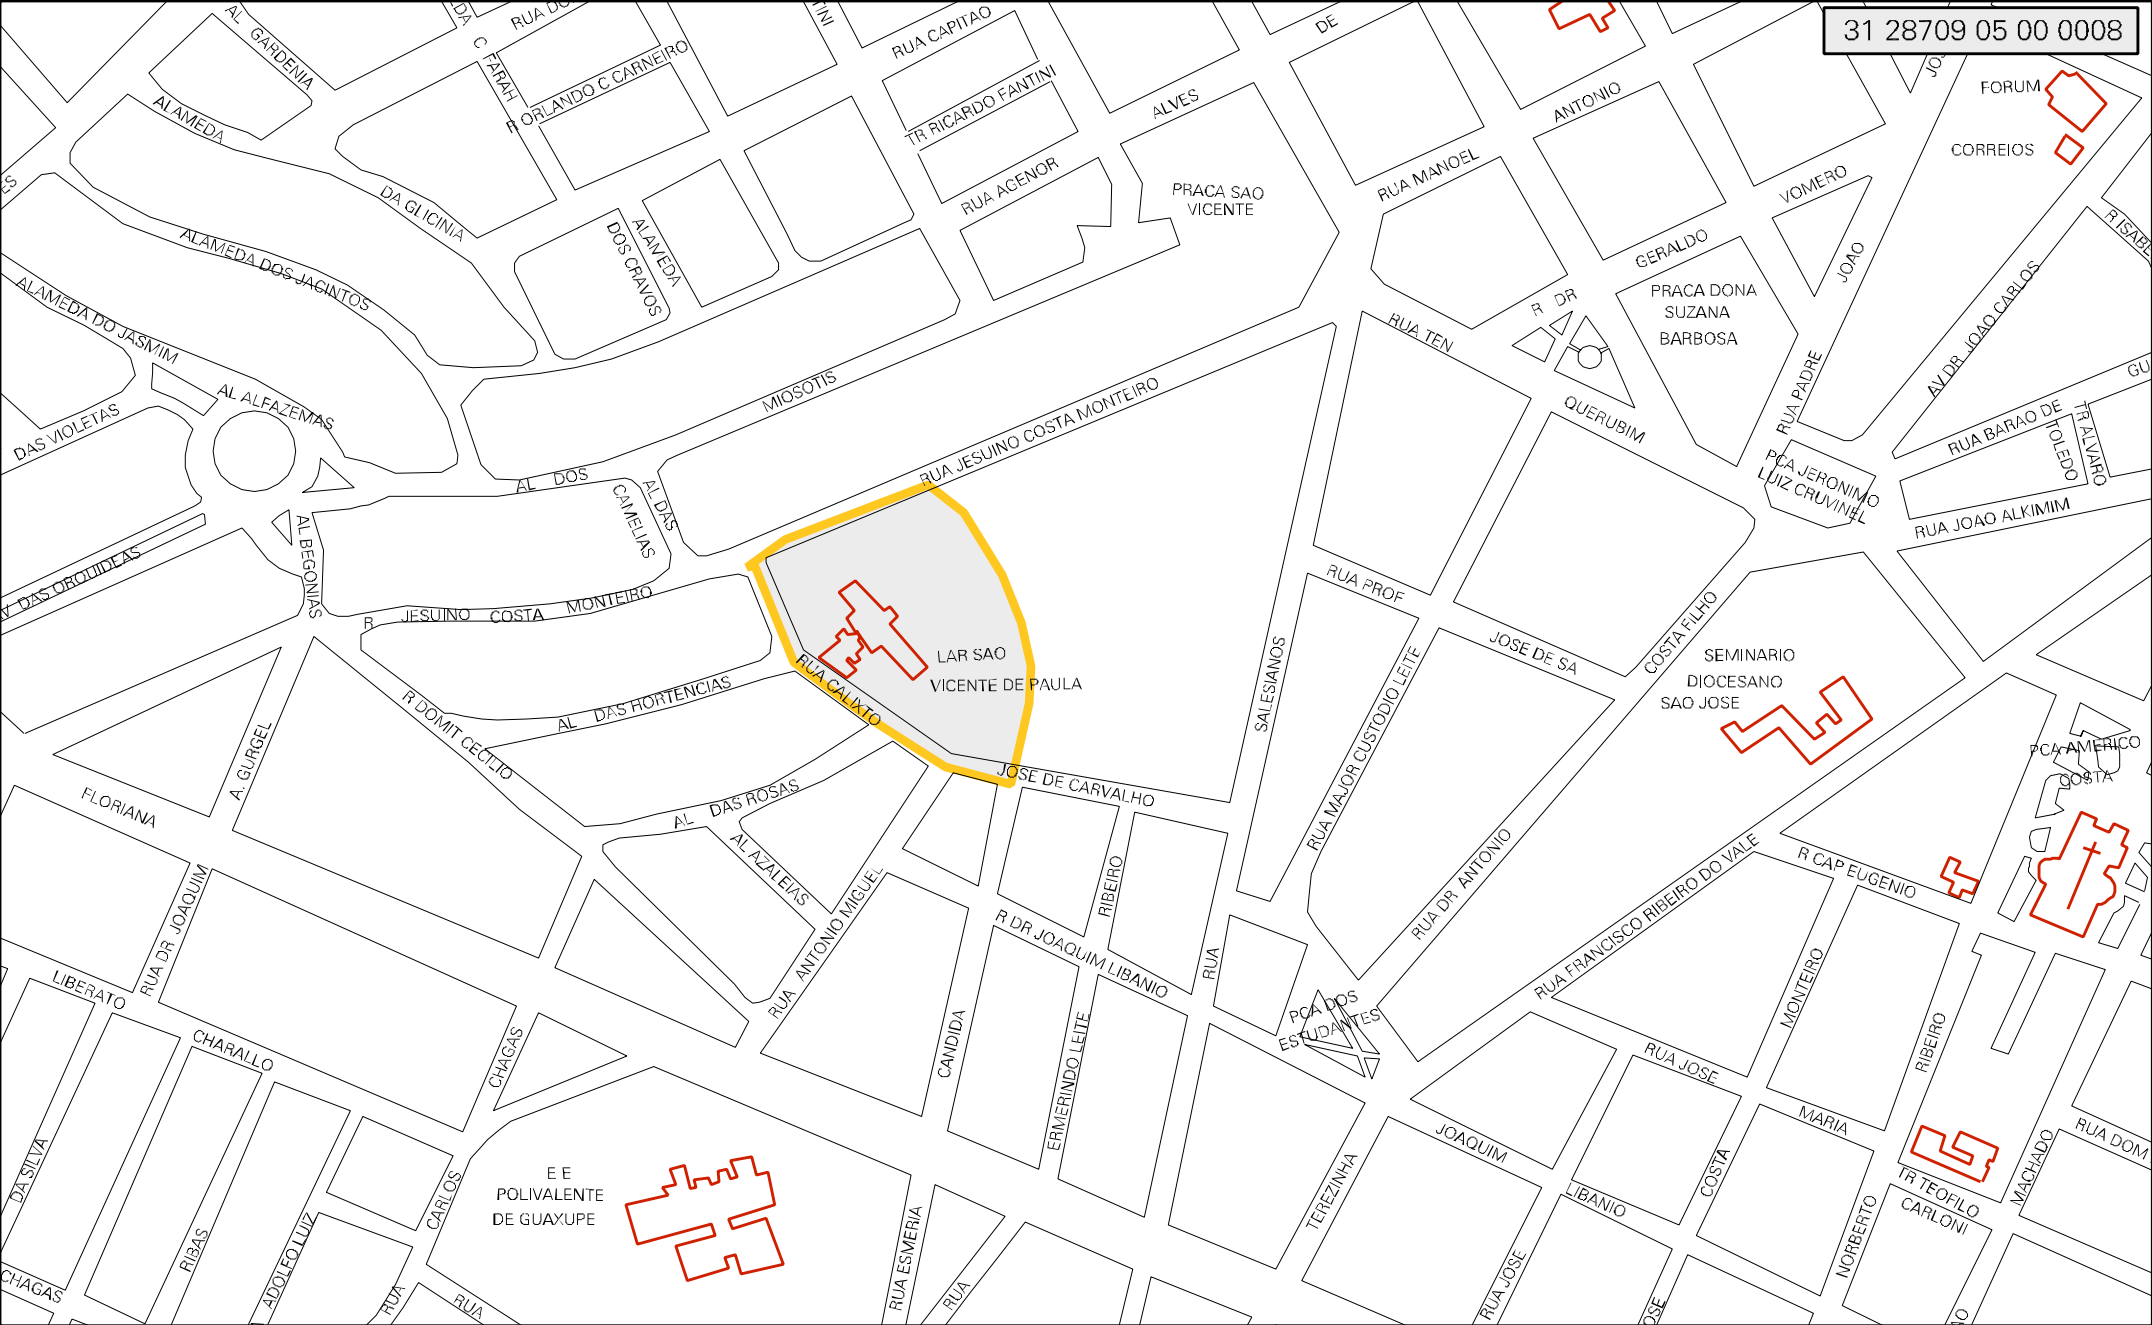 31 28709 05 00 0008
AL
GARDENIA
C FARAH
R ORLANDO C CARNEIRO
RUA CAPITAO
TR RICARDO FANTINI
RUA AGENOR
ALVES
DE
ANTONIO
RUA MANOEL
VOMERO
GERALDO
FORUM
CORREIOS
PRACA SAO
VICENTE
ALAMEDA
DA GLICINIA
ALAMEDA DOS JACINTOS
ALAMEDA
DOS CRAVOS
ALAMEDA DO JASMIM
AL ALFAZEMAS
DAS VIOLETAS
MIOSOTIS
AL DOS
CAMELIAS
AL DAS
RUA JESUINO COSTA MONTEIRO
R DR
RUA TEN
QUERUBIM
PRACA DONA
SUZANA
BARBOSA
JOAO
RUA PADRE
AV DR JOAO CARLOS
RUA BARAO DE
TOLEDO
TR ALVARO
PCA JERONIMO
LUIZ CRUVINEL
RUA JOAO ALKIMIM
DAS ORQUIDEAS
AL BEGONIAS
R JESUINO COSTA MONTEIRO
LAR SAO
VICENTE DE PAULA
RUA CALIXTO
JOSE DE CARVALHO
AL DAS HORTENCIAS
R DOMIT CECILIO
AL DAS ROSAS
AL AZALEIAS
A. GURGEL
FLORIANA
RUA DR JOAQUIM
LIBERATO
CHARALLO
CHAGAS
RUA ANTONIO MIGUEL
CANDIDA
RIBEIRO
R DR JOAQUIM LIBANIO
ERMERINDO LEITE
SALESIANOS
RUA
RUA PROF
JOSE DE SA
RUA MAJOR CUSTODIO LEITE
COSTA FILHO
RUA DR ANTONIO
SEMINARIO
DIOCESANO
SAO JOSE
RUA FRANCISCO RIBEIRO DO VALE
R CAP EUGENIO
PCA AMERICO
COSTA
PCA DOS
ESTUDANTES
MONTEIRO
RIBEIRO
RUA JOSE
MARIA
JOAQUIM
LIBANIO
COSTA
TR TEOFILO
CARLONI
MACHADO
RUA DOM
NORBERTO
TEREZINHA
RUA JOSE
E E
POLIVALENTE
DE GUAXUPE
CARLOS
RUA
RUA
ADOLFO LUIZ
RIBAS
DA SILVA
CHAGAS
RUA ESMERIA
RUA